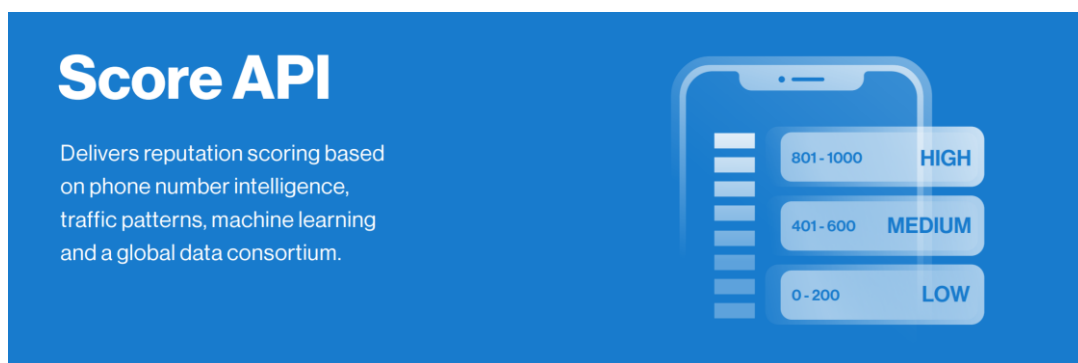 Score API
Delivers reputation scoring based
on phone number intelligence,
traffic patterns, machine learning
and a global data consortium.
801-1000 HIGH
401-600 MEDIUM
0-200 LOW